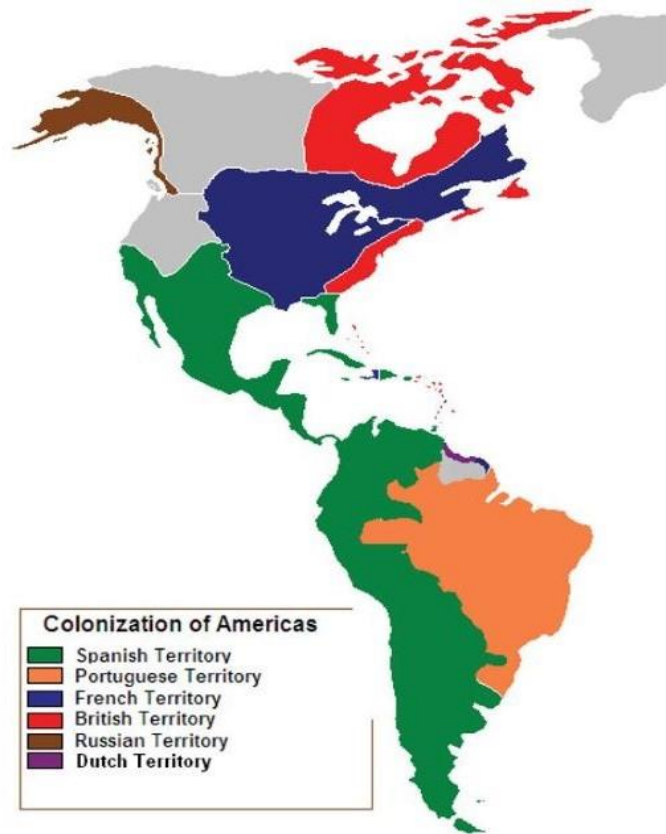 Colonization of Americas
Spanish Territory
Portuguese Territory
French Territory
British Territory
Russian Territory
Dutch Territory